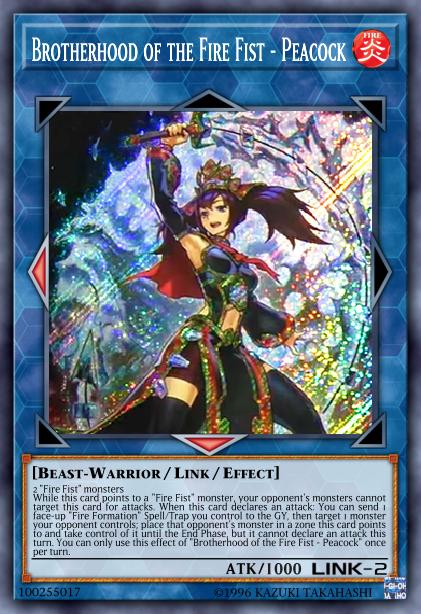 BROTHERHOOD OF THE FIRE FIST - PEACOCK
FIRE
炎
[BEAST-WARRIOR / LINK / EFFECT]
2 "Fire Fist" monsters
While this card points to a "Fire Fist" monster, your opponent's monsters cannot
target this card for attacks. When this card declares an attack: You can send 1
face-up "Fire Formation" Spell/Trap you control to the GY, then target 1 monster
your opponent controls; place that opponent's monster in a zone this card points
to and take control of it until the End Phase, but it cannot declare an attack this
turn. You can only use this effect of "Brotherhood of the Fire Fist - Peacock" once
per turn.
ATK/1000 LINK-2
100255017
©1996 KAZUKI TAKAHASHI